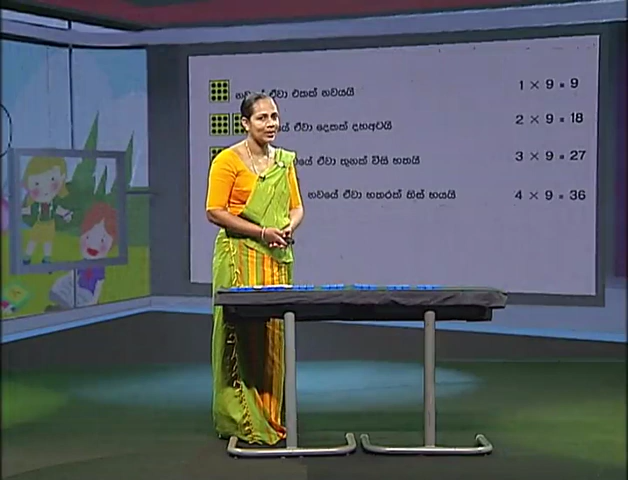 ඒවා එකක් නවයයි 1 × 9 = 9
ඒවා දෙකක් දහඅටයි 2 × 9 = 18
නවයේ ඒවා තුනක් විසි හතයි 3 × 9 = 27
නවයේ ඒවා හතරක් තිස් හයයි 4 × 9 = 36